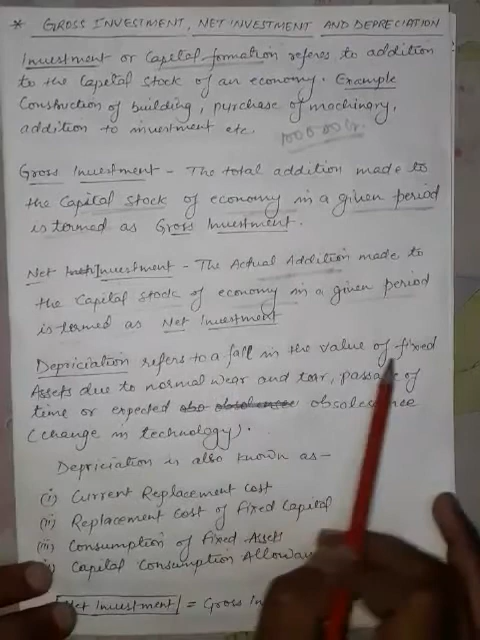 * GROSS INVESTMENT, NET INVESTMENT AND DEPRECIATION
Investment or Capital formation referes to addition
to the Capital Stock of an economy. Example
Construction of building, purchase of machinary,
addition to investment etc.
Gross Investment - The total addition made to
the Capital Stock of economy in a given period
is termed as Gross Investment.
Net Investment - The Actual Addition made to
the Capital Stock of economy in a given period
is termed as Net Investment
Depriciation refers to a fall in the value of fixed
Assets due to normal wear and tear, passage of
time or expected obsolescence
(change in technology).
Depriciation is also known as -
(i) Current Replacement Cost
(ii) Replacement Cost of Fixed Capital
(iii) Consumption of Fixed Assets
Capital Consumption
Net Investment = Gross